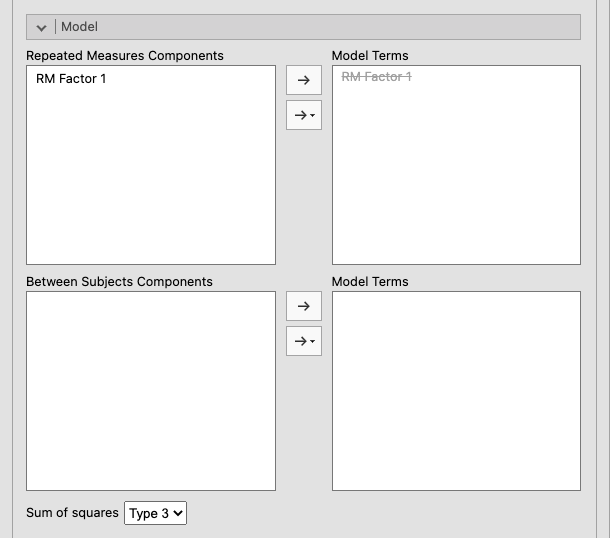 Model
Repeated Measures Components
Model Terms
RM Factor 1
RM Factor 1
Between Subjects Components
Model Terms
Sum of squares
Type 3